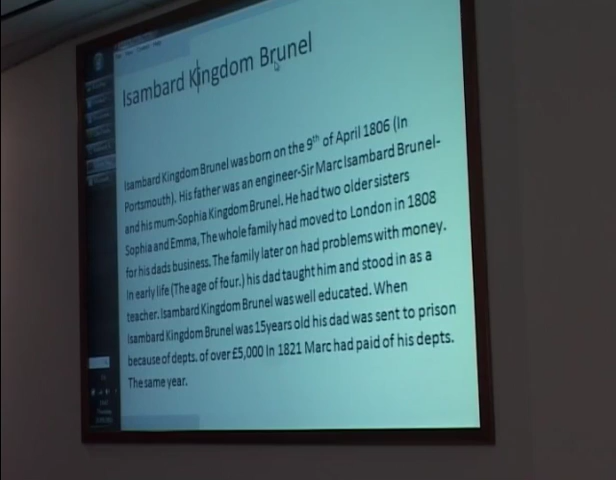 Isambard Kingdom Brunel
Isambard Kingdom Brunel was born on the 9th of April 1806 (In
Portsmouth). His father was an engineer-Sir Marc Isambard Brunel-
and his mum-Sophia Kingdom Brunel. He had two older sisters
Sophia and Emma, The whole family had moved to London in 1808
for his dads business. The family later on had problems with money.
In early life (The age of four.) his dad taught him and stood in as a
teacher. Isambard Kingdom Brunel was well educated. When
Isambard Kingdom Brunel was 15years old his dad was sent to prison
because of depts. of over £5,000 In 1821 Marc had paid of his depts.
The same year.